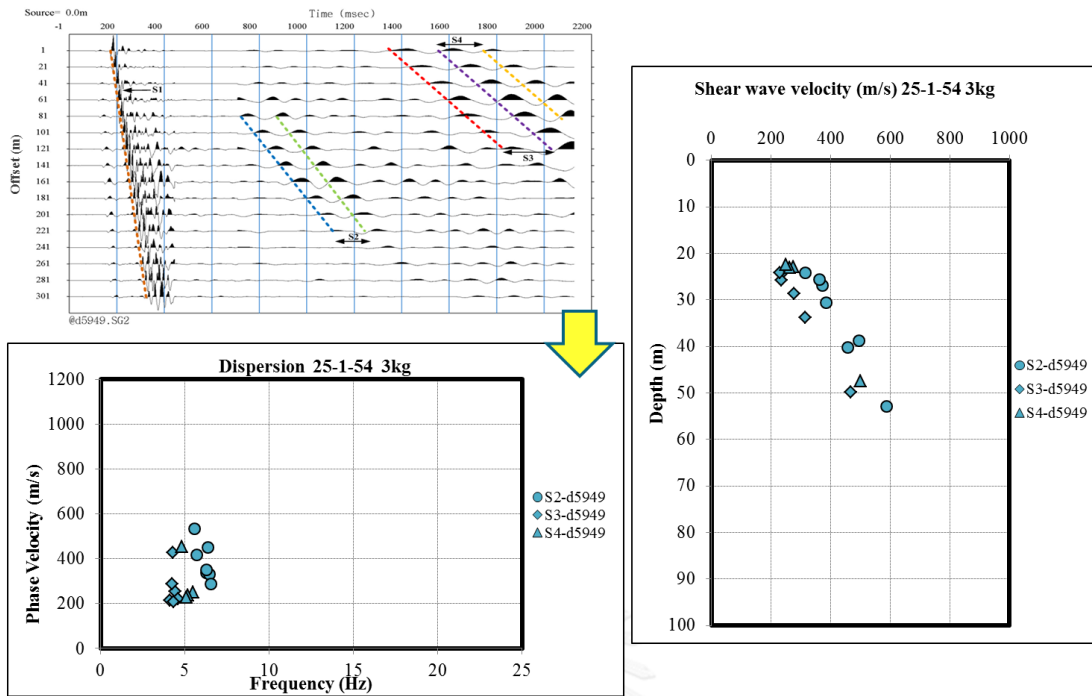 Source= 0.0m
Time (msec)
-1 200 400 600 800 1000 1200 1400 1600 1800 2000 2200
Offset (m)
1
21
41
61
81
101
121
141
161
181
201
221
241
261
281
301
S1
S2
S3
S4
@d5949.SG2
Dispersion 25-1-54 3kg
Phase Velocity (m/s)
1200
1000
800
600
400
200
0
0 5 10 15 20 25
Frequency (Hz)
S2-d5949
S3-d5949
S4-d5949
Shear wave velocity (m/s) 25-1-54 3kg
0 200 400 600 800 1000
Depth (m)
0
10
20
30
40
50
60
70
80
90
100
S2-d5949
S3-d5949
S4-d5949